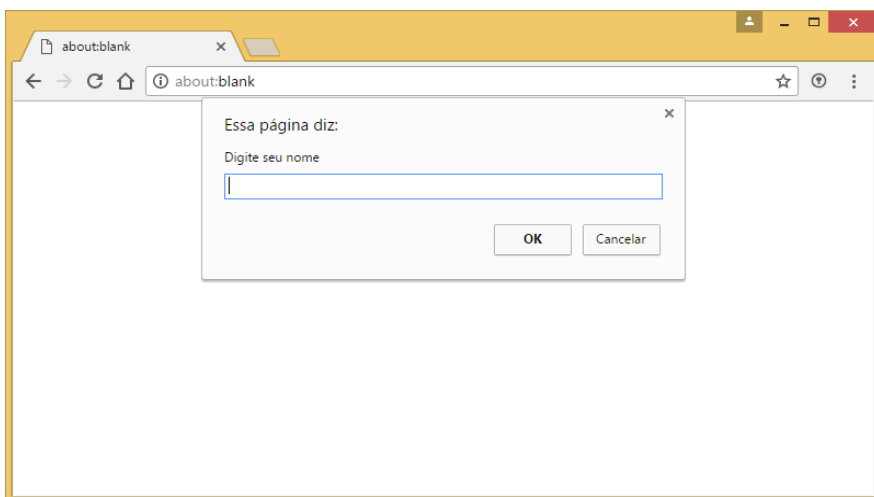 about:blank
about:blank
Essa página diz:
Digite seu nome
OK Cancelar